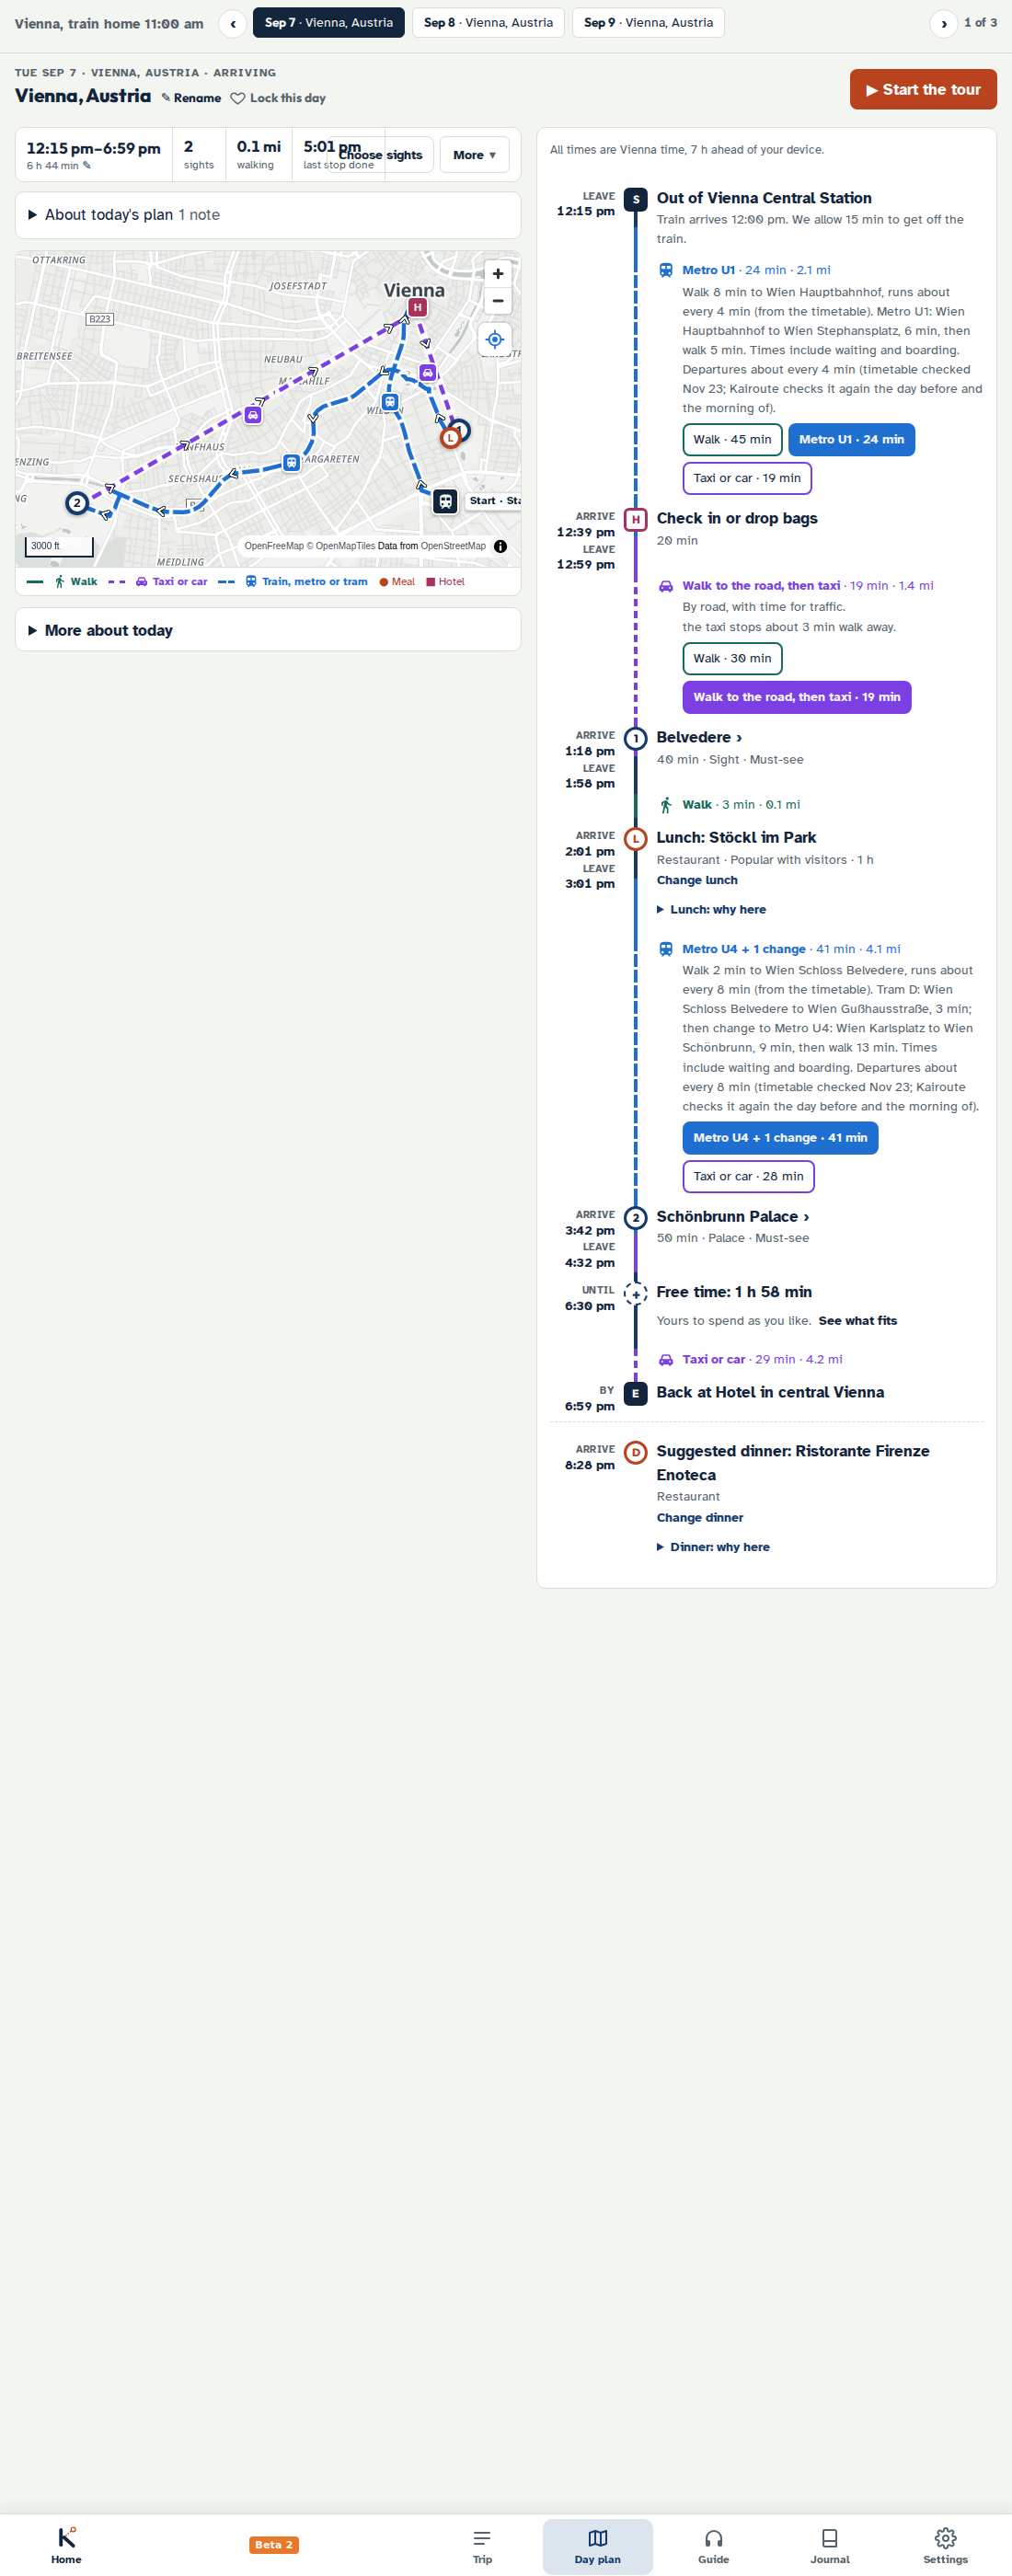 Vienna, train home 11:00 am
‹
Sep 7 · Vienna, Austria
Sep 8 · Vienna, Austria
Sep 9 · Vienna, Austria
›
1 of 3
TUE SEP 7 · VIENNA, AUSTRIA · ARRIVING
Vienna, Austria
✎ Rename
Lock this day
▶ Start the tour
12:15 pm–6:59 pm
6 h 44 min ✎
2
sights
0.1 mi
walking
5:01 pm
last stop done
Choose sights
More ▾
▶ About today's plan 1 note
OTTAKRING
JOSEFSTADT
Vienna
H
+
−
B223
BREITENSEE
NEUBAU
WIE
L
ARGARETEN
SECHSHAUS
2
Start · Sta
3000 ft
OpenFreeMap © OpenMapTiles Data from OpenStreetMap
MEIDLING
Walk
Taxi or car
Train, metro or tram
Meal
Hotel
▶ More about today
All times are Vienna time, 7 h ahead of your device.
LEAVE
12:15 pm
S
Out of Vienna Central Station
Train arrives 12:00 pm. We allow 15 min to get off the
train.
Metro U1 · 24 min · 2.1 mi
Walk 8 min to Wien Hauptbahnhof, runs about
every 4 min (from the timetable). Metro U1: Wien
Hauptbahnhof to Wien Stephansplatz, 6 min, then
walk 5 min. Times include waiting and boarding.
Departures about every 4 min (timetable checked
Nov 23; Kairoute checks it again the day before and
the morning of).
Walk · 45 min
Metro U1 · 24 min
Taxi or car · 19 min
ARRIVE
12:39 pm
LEAVE
12:59 pm
H
Check in or drop bags
20 min
Walk to the road, then taxi · 19 min · 1.4 mi
By road, with time for traffic.
the taxi stops about 3 min walk away.
Walk · 30 min
Walk to the road, then taxi · 19 min
ARRIVE
1:18 pm
LEAVE
1:58 pm
1
Belvedere ›
40 min · Sight · Must-see
Walk · 3 min · 0.1 mi
ARRIVE
2:01 pm
LEAVE
3:01 pm
L
Lunch: Stöckl im Park
Restaurant · Popular with visitors · 1 h
Change lunch
▶ Lunch: why here
Metro U4 + 1 change · 41 min · 4.1 mi
Walk 2 min to Wien Schloss Belvedere, runs about
every 8 min (from the timetable). Tram D: Wien
Schloss Belvedere to Wien Gußhausstraße, 3 min;
then change to Metro U4: Wien Karlsplatz to Wien
Schönbrunn, 9 min, then walk 13 min. Times
include waiting and boarding. Departures about
every 8 min (timetable checked Nov 23; Kairoute
checks it again the day before and the morning of).
Metro U4 + 1 change · 41 min
Taxi or car · 28 min
ARRIVE
3:42 pm
LEAVE
4:32 pm
2
Schönbrunn Palace ›
50 min · Palace · Must-see
UNTIL
6:30 pm
+
Free time: 1 h 58 min
Yours to spend as you like. See what fits
Taxi or car · 29 min · 4.2 mi
BY
6:59 pm
E
Back at Hotel in central Vienna
ARRIVE
8:28 pm
D
Suggested dinner: Ristorante Firenze
Enoteca
Restaurant
Change dinner
▶ Dinner: why here
Home
Beta 2
Trip
Day plan
Guide
Journal
Settings